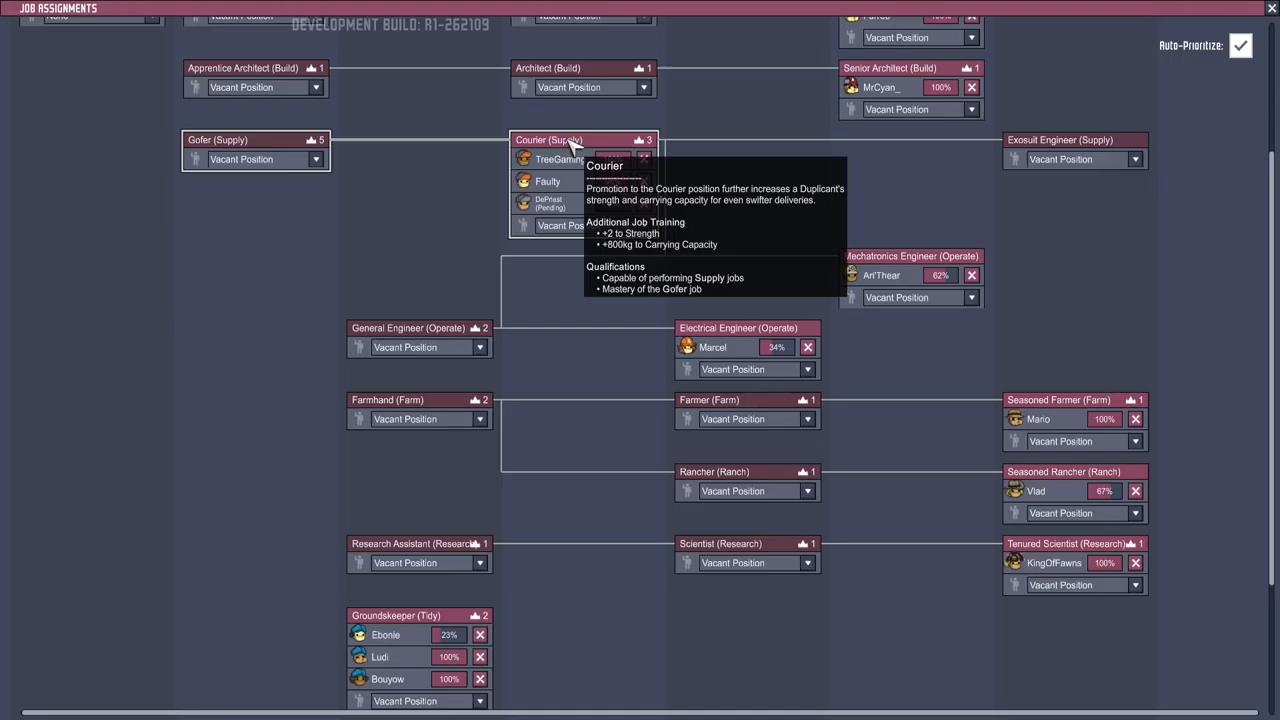 JOB ASSIGNMENTS
DEVELOPMENT BUILD: R1-262109
Auto-Prioritize:
Vacant Position
Apprentice Architect (Build) 1
Vacant Position
Architect (Build) 1
Vacant Position
Senior Architect (Build) 1
MrCyan_ 100%
Vacant Position
Gofer (Supply) 5
Vacant Position
Courier (Supply) 3
TreeGaming
Faulty
DePriest
(Pending)
Vacant Posi
Exosuit Engineer (Supply)
Vacant Position
Courier
Promotion to the Courier position further increases a Duplicant's
strength and carrying capacity for even swifter deliveries.
Additional Job Training
• +2 to Strength
• +800kg to Carrying Capacity
Qualifications
• Capable of performing Supply jobs
• Mastery of the Gofer job
Mechatronics Engineer (Operate)
Ari'Thear 62%
Vacant Position
General Engineer (Operate) 2
Vacant Position
Electrical Engineer (Operate)
Marcel 34%
Vacant Position
Farmhand (Farm) 2
Vacant Position
Farmer (Farm) 1
Vacant Position
Seasoned Farmer (Farm) 1
Mario 100%
Vacant Position
Rancher (Ranch) 1
Vacant Position
Seasoned Rancher (Ranch)
Vlad 67%
Vacant Position
Research Assistant (Research 1
Vacant Position
Scientist (Research) 1
Vacant Position
Tenured Scientist (Research) 1
KingOfFawns 100%
Vacant Position
Groundskeeper (Tidy) 2
Ebonie 23%
Ludi 100%
Bouyow 100%
Vacant Position